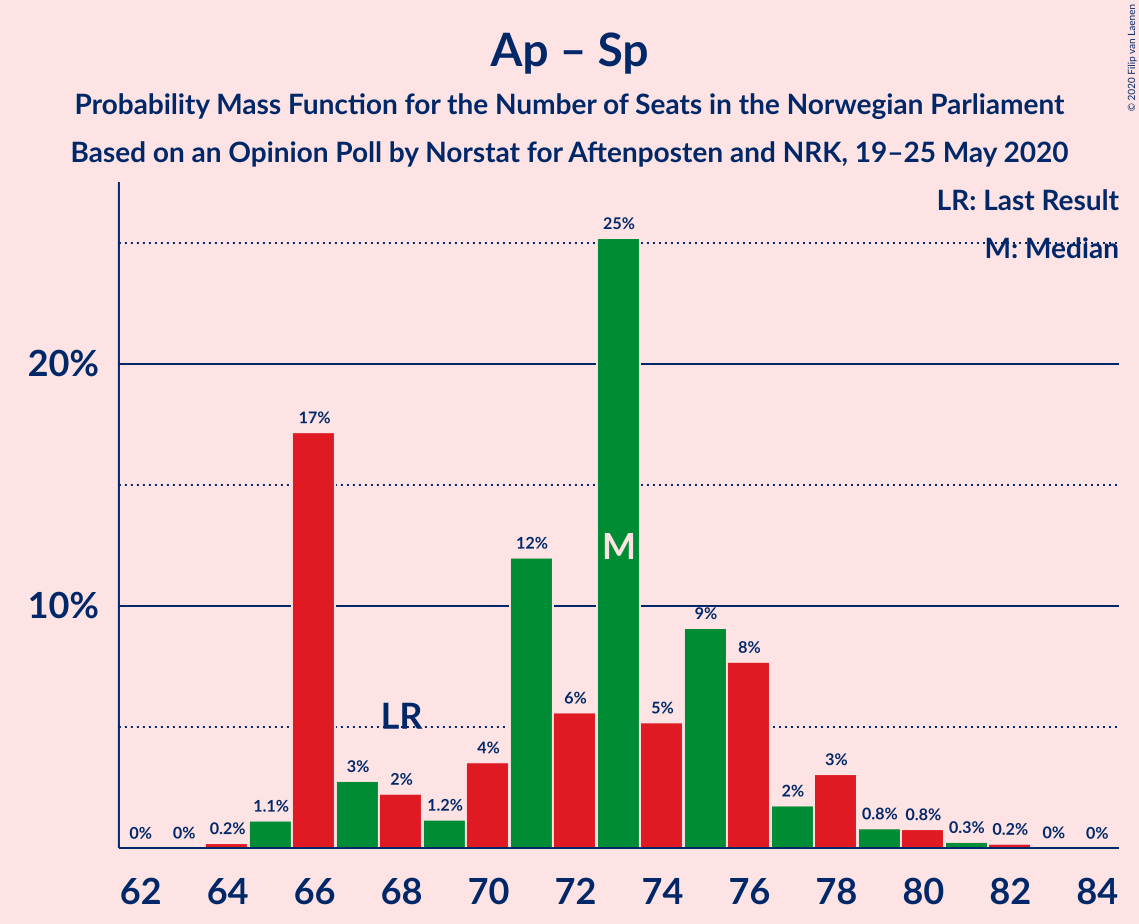 Ap – Sp
Probability Mass Function for the Number of Seats in the Norwegian Parliament
Based on an Opinion Poll by Norstat for Aftenposten and NRK, 19–25 May 2020
© 2020 Filip van Laenen
LR: Last Result
M: Median
25%
20%
17%
12%
M
10%
9%
8%
6%
5%
LR
4%
3%
2%
1.1%
1.2%
0% 0% 0.2%
2%
3%
0.8% 0.8% 0.3% 0.2% 0% 0%
62 64 66 68 70 72 74 76 78 80 82 84